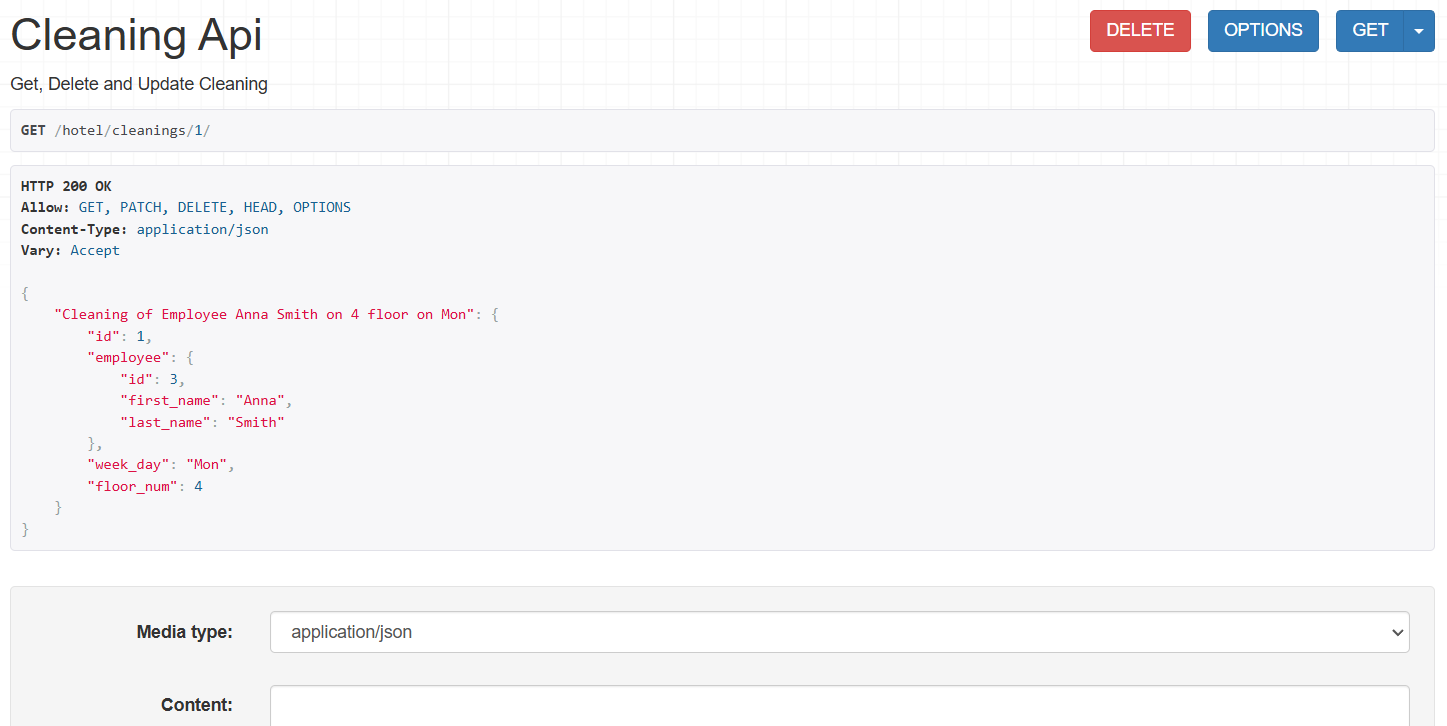 Cleaning Api
DELETE
OPTIONS
GET
Get, Delete and Update Cleaning
GET /hotel/cleanings/1/
HTTP 200 OK
Allow: GET, PATCH, DELETE, HEAD, OPTIONS
Content-Type: application/json
Vary: Accept
{
    "Cleaning of Employee Anna Smith on 4 floor on Mon": {
        "id": 1,
        "employee": {
            "id": 3,
            "first_name": "Anna",
            "last_name": "Smith"
        },
        "week_day": "Mon",
        "floor_num": 4
    }
}
Media type:
application/json
Content: